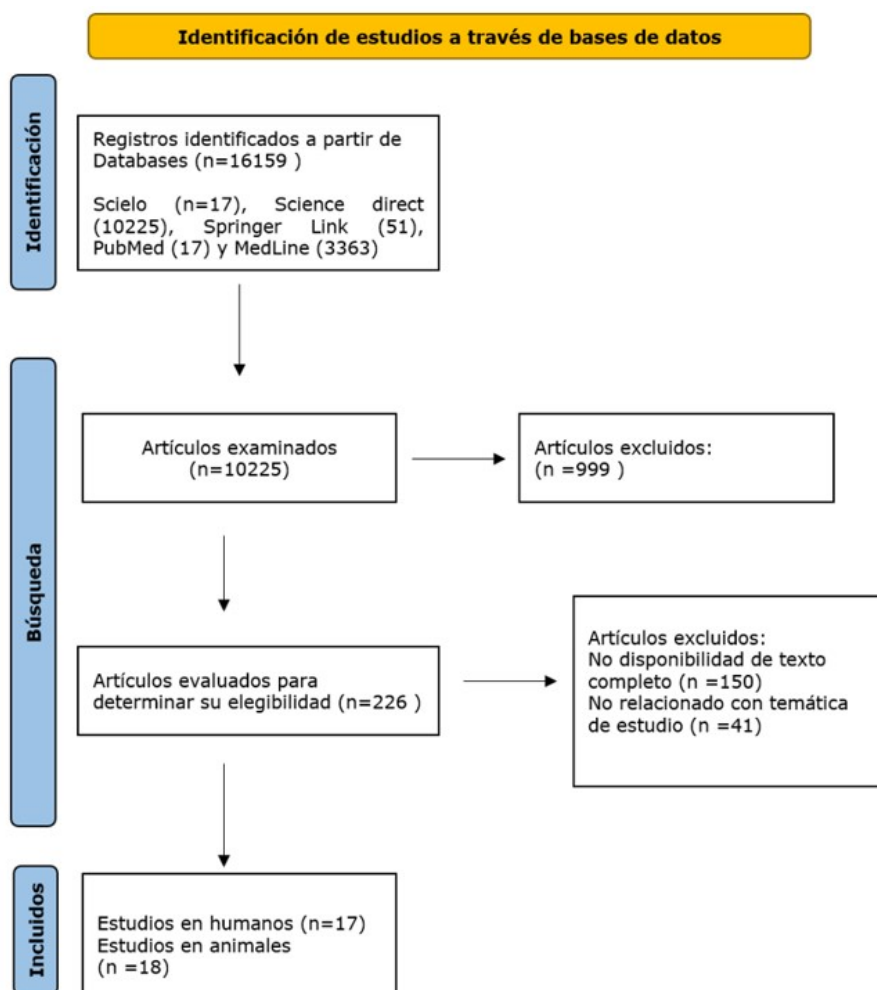 Identificación de estudios a través de bases de datos
Identificación
Registros identificados a partir de
Databases (n=16159 )
Scielo (n=17), Science direct
(10225), Springer Link (51),
PubMed (17) y MedLine (3363)
Búsqueda
Artículos examinados
(n=10225)
Artículos excluidos:
(n =999 )
Artículos evaluados para
determinar su elegibilidad (n=226 )
Artículos excluidos:
No disponibilidad de texto
completo (n =150)
No relacionado con temática
de estudio (n =41)
Incluidos
Estudios en humanos (n=17)
Estudios en animales
(n =18)